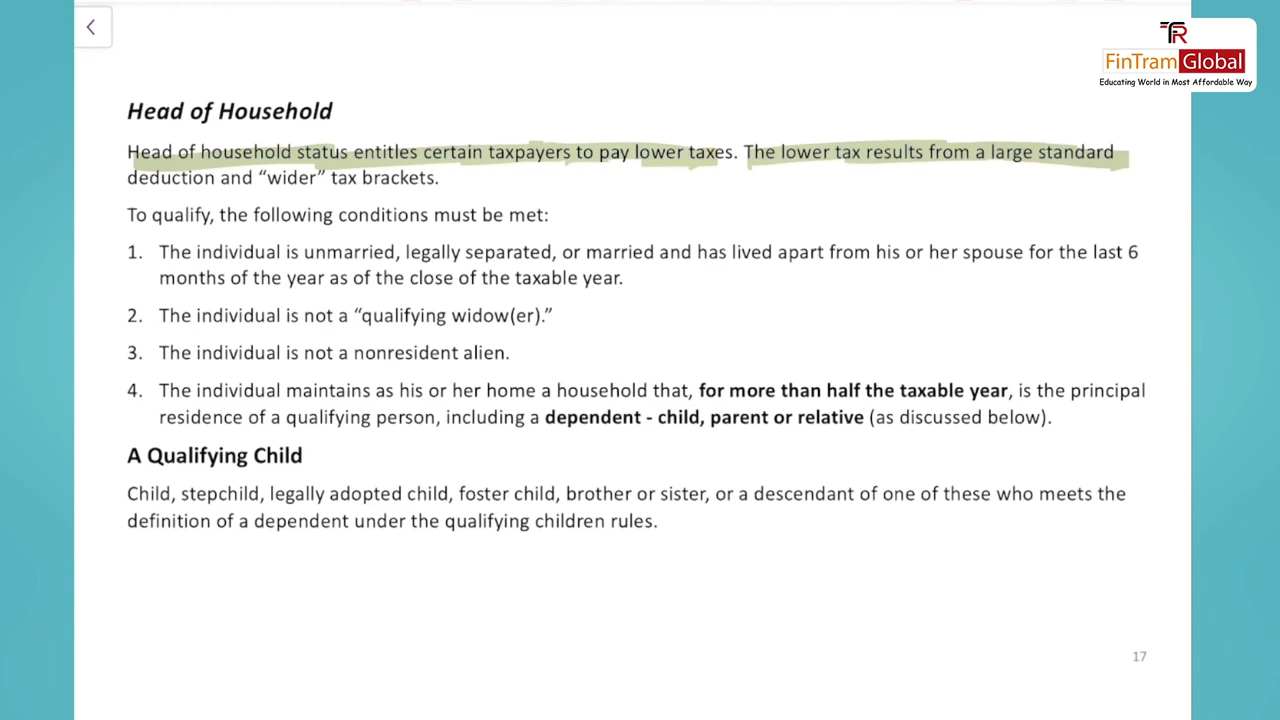 TR
FinTram Global
Educating World in Most Affordable Way
Head of Household
Head of household status entitles certain taxpayers to pay lower taxes. The lower tax results from a large standard
deduction and “wider” tax brackets.
To qualify, the following conditions must be met:
1. The individual is unmarried, legally separated, or married and has lived apart from his or her spouse for the last 6
months of the year as of the close of the taxable year.
2. The individual is not a “qualifying widow(er).”
3. The individual is not a nonresident alien.
4. The individual maintains as his or her home a household that, for more than half the taxable year, is the principal
residence of a qualifying person, including a dependent - child, parent or relative (as discussed below).
A Qualifying Child
Child, stepchild, legally adopted child, foster child, brother or sister, or a descendant of one of these who meets the
definition of a dependent under the qualifying children rules.
17